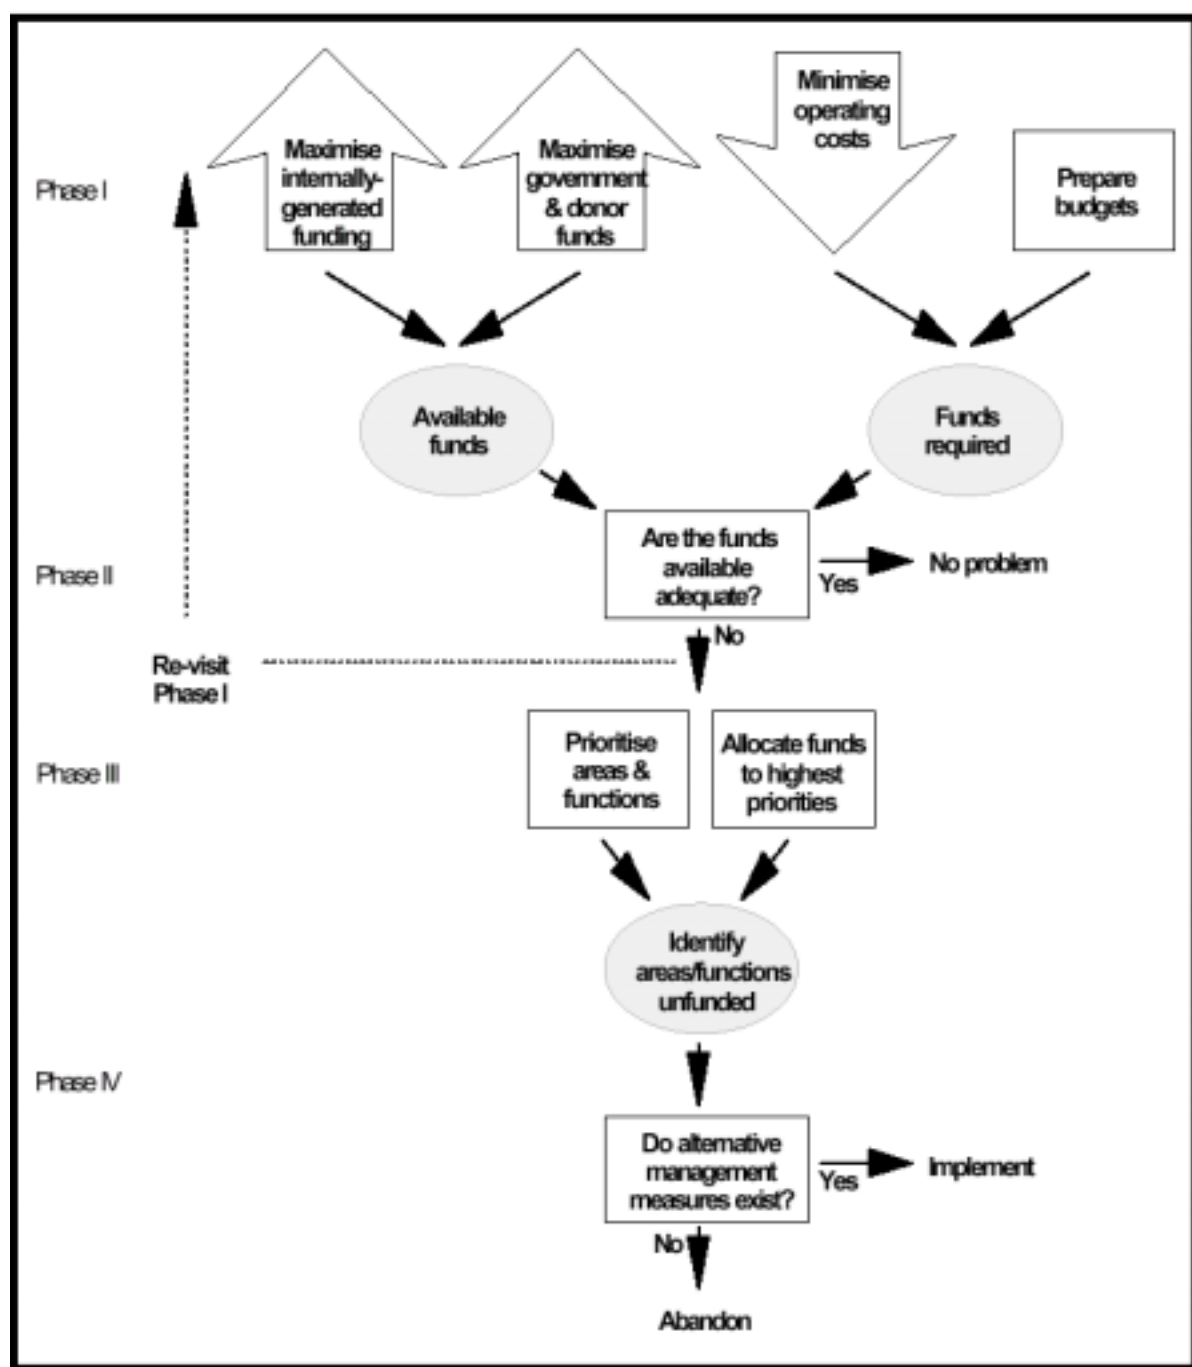 Phase I
Maximise
internally-
generated
funding
Maximise
government
& donor
funds
Minimise
operating
costs
Prepare
budgets
Available
funds
Funds
required
Phase II
Are the funds
available
adequate?
Yes
No problem
No
Re-visit
Phase I
Phase III
Prioritise
areas &
functions
Allocate funds
to highest
priorities
Identify
areas/functions
unfunded
Phase IV
Do alternative
management
measures exist?
Yes
Implement
No
Abandon